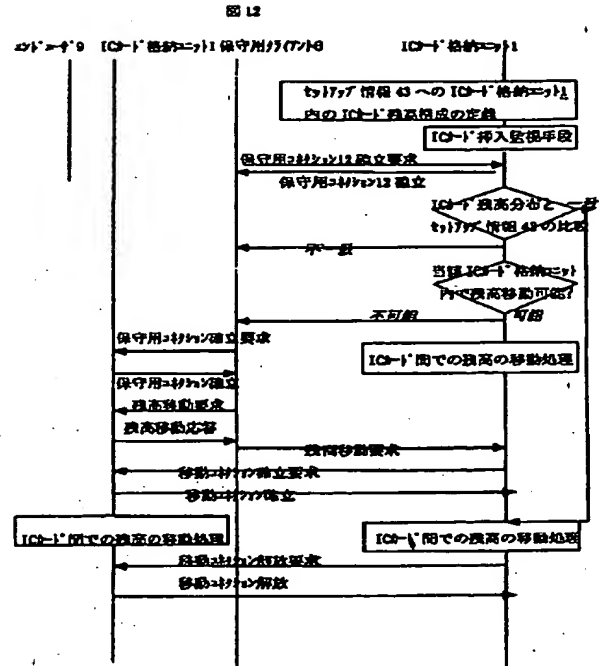 図 12
エンドユーザ9 ICカード格納ユニット1 保守用クライアント8 ICカード格納ユニット1
セットアップ情報 43 への ICカード格納ユニット1
内の ICカード残高構成の定義
ICカード挿入監視手段
保守用コネクション12 確立要求
保守用コネクション12 確立
ICカード残高分布と
セットアップ情報 43 の比較
一致
不一致
当該 ICカード格納ユニット
内で残高移動可能?
不可能
可能
保守用コネクション確立要求
ICカード間での残高の移動処理
保守用コネクション確立
残高移動要求
残高移動応答
残高移動要求
移動コネクション確立要求
移動コネクション確立
ICカード間での残高の移動処理
ICカード間での残高の移動処理
移動コネクション解放要求
移動コネクション解放